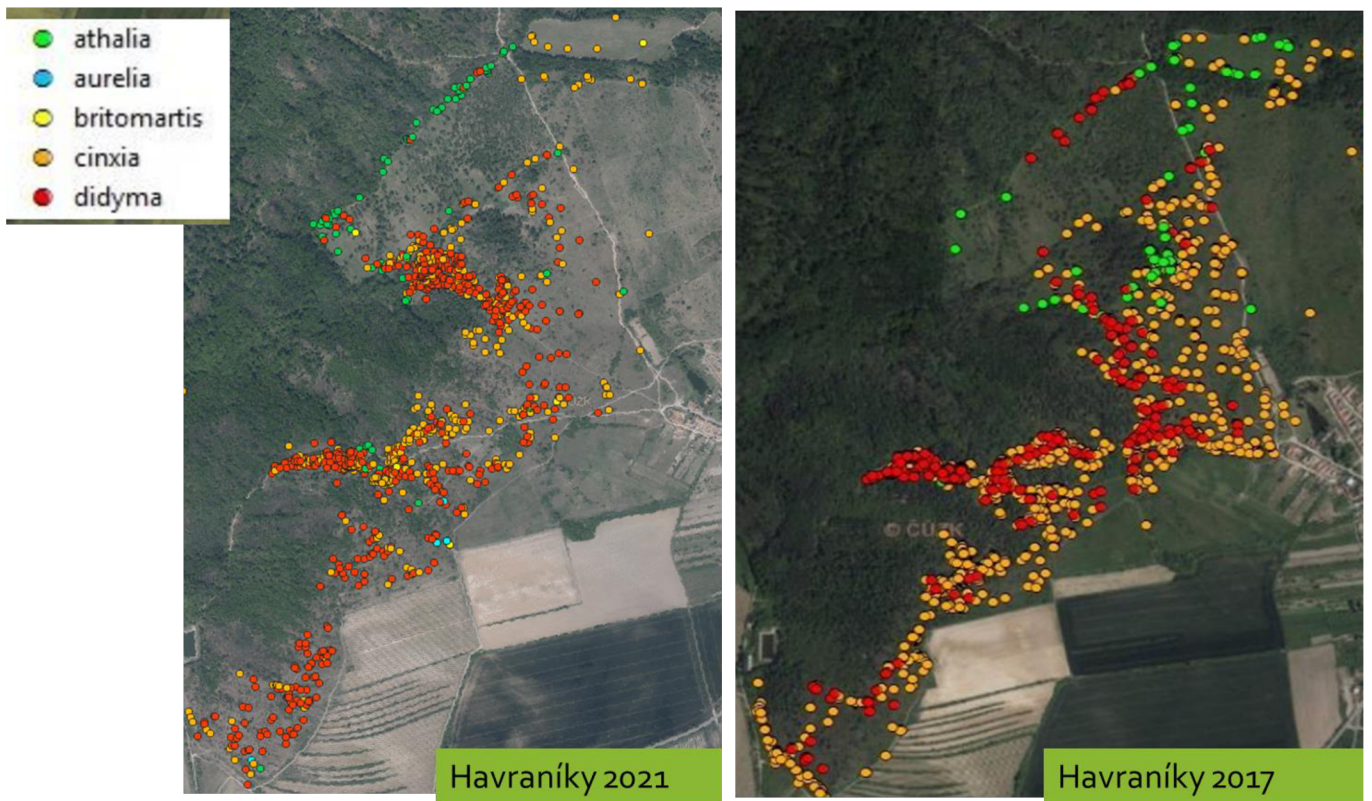 athalia
aurelia
britomartis
cinxia
didyma
© ČÚZK
Havraníky 2021
Havraníky 2017